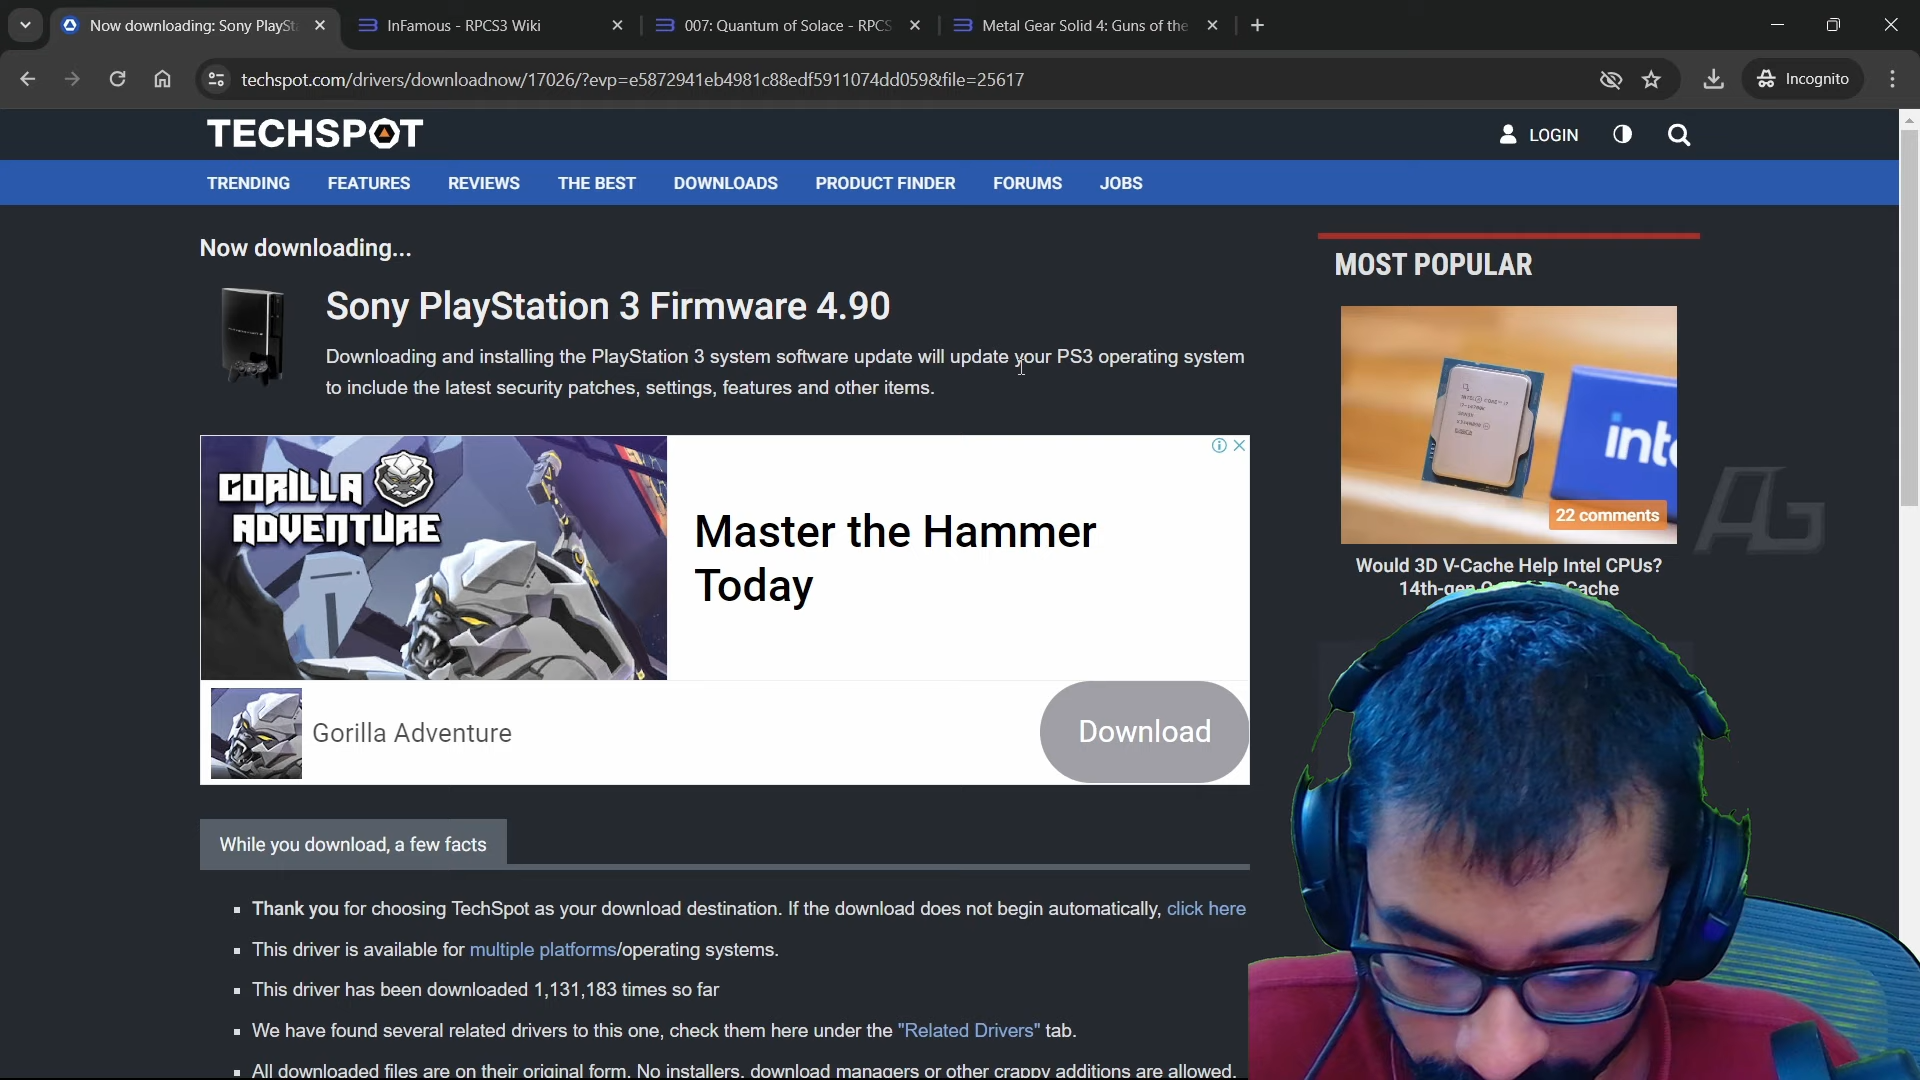 Now downloading: Sony PlaySt
InFamous - RPCS3 Wiki
007: Quantum of Solace - RPCS
Metal Gear Solid 4: Guns of the
techspot.com/drivers/downloadnow/17026/?evp=e5872941eb4981c88edf5911074dd059&file=25617
Incognito
TECHSPOT
LOGIN
TRENDING FEATURES REVIEWS THE BEST DOWNLOADS PRODUCT FINDER FORUMS JOBS
Now downloading...
Sony PlayStation 3 Firmware 4.90
Downloading and installing the PlayStation 3 system software update will update your PS3 operating system
to include the latest security patches, settings, features and other items.
MOST POPULAR
inte
22 comments
AG
Would 3D V-Cache Help Intel CPUs?
14th-gen
GORILLA
ADVENTURE
Master the Hammer
Today
Gorilla Adventure
Download
While you download, a few facts
Thank you for choosing TechSpot as your download destination. If the download does not begin automatically, click here
This driver is available for multiple platforms/operating systems.
This driver has been downloaded 1,131,183 times so far
We have found several related drivers to this one, check them here under the "Related Drivers" tab.
All downloaded files are on their original form. No installers, download managers or other crappy additions are allowed.